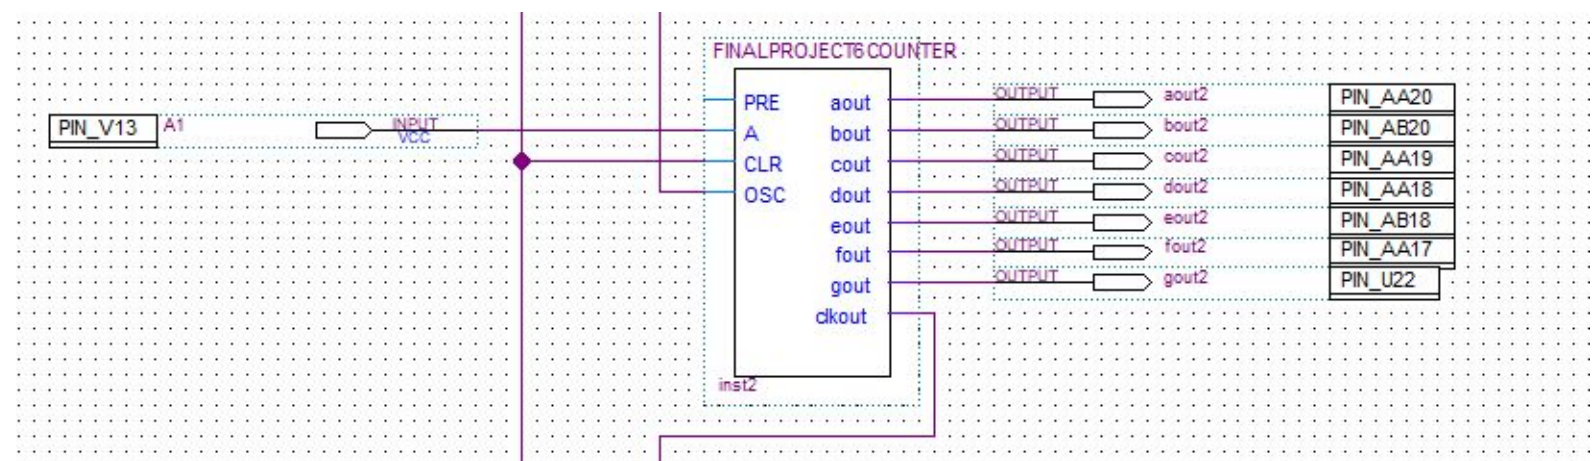 FINALPROJECT6COUNTER
PIN_V13 A1 INPUT
VCC
PRE aout OUTPUT aout2 PIN_AA20
A bout OUTPUT bout2 PIN_AB20
CLR cout OUTPUT cout2 PIN_AA19
OSC dout OUTPUT dout2 PIN_AA18
eout OUTPUT eout2 PIN_AB18
fout OUTPUT fout2 PIN_AA17
gout OUTPUT gout2 PIN_U22
clkout
inst2